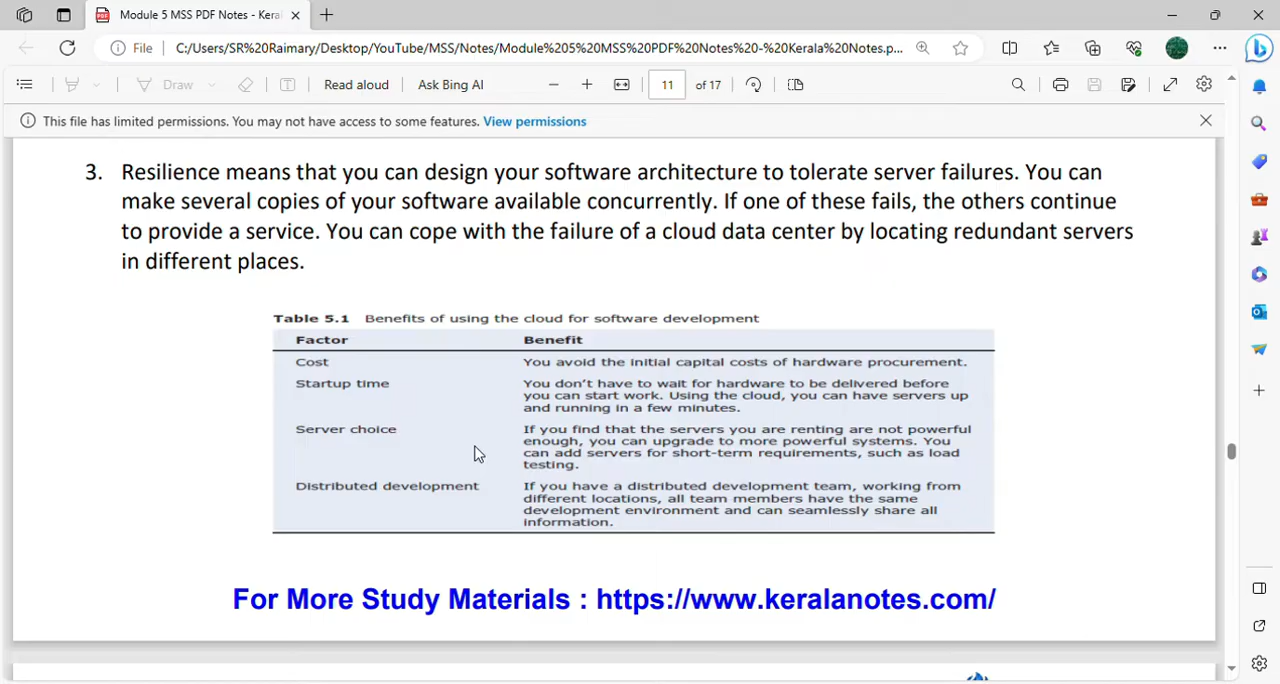 Module 5 MSS PDF Notes - Kera
File
C:/Users/SR%20Raimary/Desktop/YouTube/MSS/Notes/Module%205%20MSS%20PDF%20Notes%20-%20Kerala%20Notes.p...
Draw
Read aloud
Ask Bing AI
11
of 17
This file has limited permissions. You may not have access to some features. View permissions
3. Resilience means that you can design your software architecture to tolerate server failures. You can
make several copies of your software available concurrently. If one of these fails, the others continue
to provide a service. You can cope with the failure of a cloud data center by locating redundant servers
in different places.
Table 5.1 Benefits of using the cloud for software development
Factor Benefit
Cost You avoid the initial capital costs of hardware procurement.
Startup time You don't have to wait for hardware to be delivered before
you can start work. Using the cloud, you can have servers up
and running in a few minutes.
Server choice If you find that the servers you are renting are not powerful
enough, you can upgrade to more powerful systems. You
can add servers for short-term requirements, such as load
testing.
Distributed development If you have a distributed development team, working from
different locations, all team members have the same
development environment and can seamlessly share all
information.
For More Study Materials : https://www.keralanotes.com/